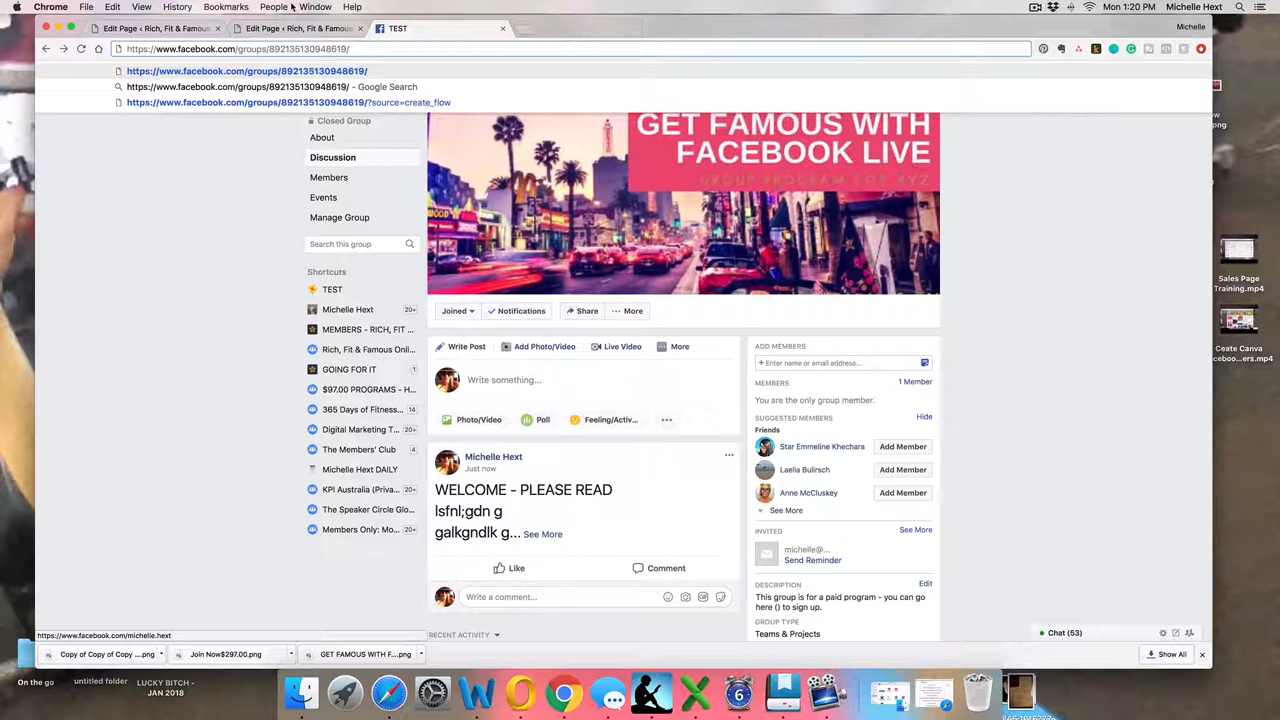 Chrome File Edit View History Bookmarks People Window Help Mon 1:20 PM Michelle Hext
Edit Page ‹ Rich, Fit & Famous × Edit Page ‹ Rich, Fit & Famous × TEST × Michelle
https://www.facebook.com/groups/892135130948619/
https://www.facebook.com/groups/892135130948619/
https://www.facebook.com/groups/892135130948619/ - Google Search
https://www.facebook.com/groups/892135130948619/?source=create_flow
Closed Group
About
Discussion
Members
Events
Manage Group
Search this group
Shortcuts
TEST
Michelle Hext 20+
MEMBERS - RICH, FIT ...
Rich, Fit & Famous Onli...
GOING FOR IT 1
$97.00 PROGRAMS - H...
365 Days of Fitness... 14
Digital Marketing T... 20+
The Members' Club 4
Michelle Hext DAILY
KPI Australia (Priva... 20+
The Speaker Circle Glo...
Members Only: Mo... 20+
GET FAMOUS WITH
FACEBOOK LIVE
GROUP PROGRAM FOR XYZ
Joined Notifications Share ··· More
Write Post Add Photo/Video Live Video More
Write something...
Photo/Video Poll Feeling/Activ...
Michelle Hext
Just now
WELCOME - PLEASE READ
lsfnl;gdn g
galkgndlk g... See More
Like Comment
Write a comment...
RECENT ACTIVITY
ADD MEMBERS
+ Enter name or email address...
MEMBERS 1 Member
You are the only group member.
SUGGESTED MEMBERS Hide
Friends
Star Emmeline Khechara Add Member
Laelia Bulirsch Add Member
Anne McCluskey Add Member
See More
INVITED See More
michelle@...
Send Reminder
DESCRIPTION Edit
This group is for a paid program - you can go
here () to sign up.
GROUP TYPE
Teams & Projects
Chat (53)
https://www.facebook.com/michelle.hext
Copy of Copy of Copy ....png Join Now$297.00.png GET FAMOUS WITH F....png Show All
On the go
untitled folder
LUCKY BITCH -
JAN 2018
Sales Page
Training.mp4
Ceate Canva
6